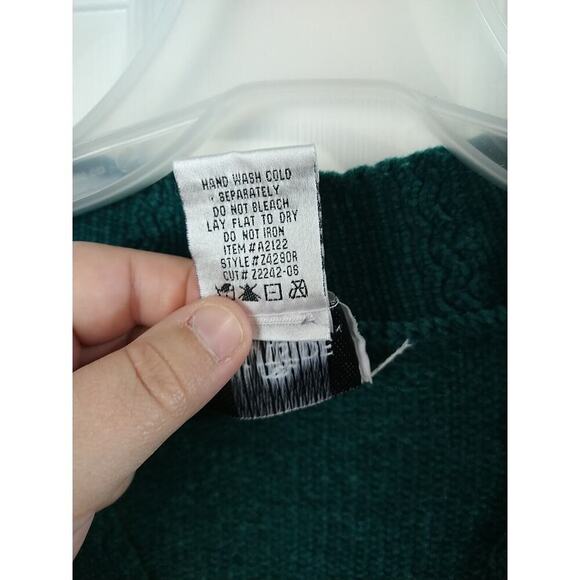 HAND WASH COLD
SEPARATELY
DO NOT BLEACH
LAY FLAT TO DRY
DO NOT IRON
ITEM # A2122
STYLE # Z4290R
CUT # Z2242-06